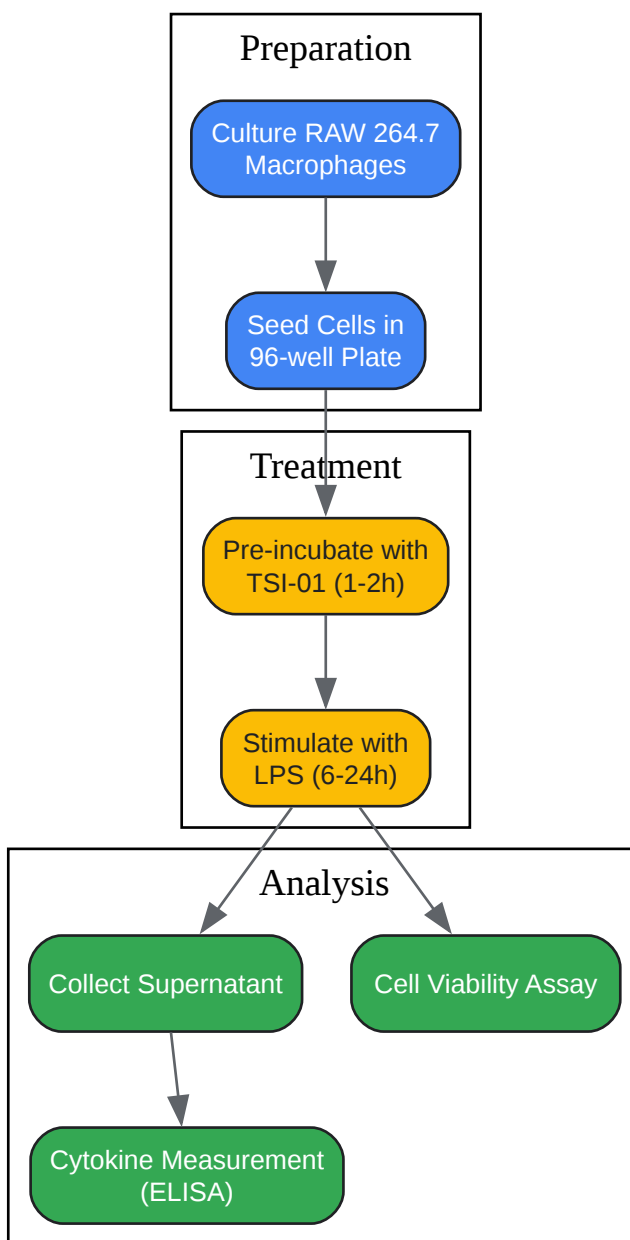 Preparation
Culture RAW 264.7
Macrophages
Seed Cells in
96-well Plate
Treatment
Pre-incubate with
TSI-01 (1-2h)
Stimulate with
LPS (6-24h)
Analysis
Collect Supernatant
Cell Viability Assay
Cytokine Measurement
(ELISA)